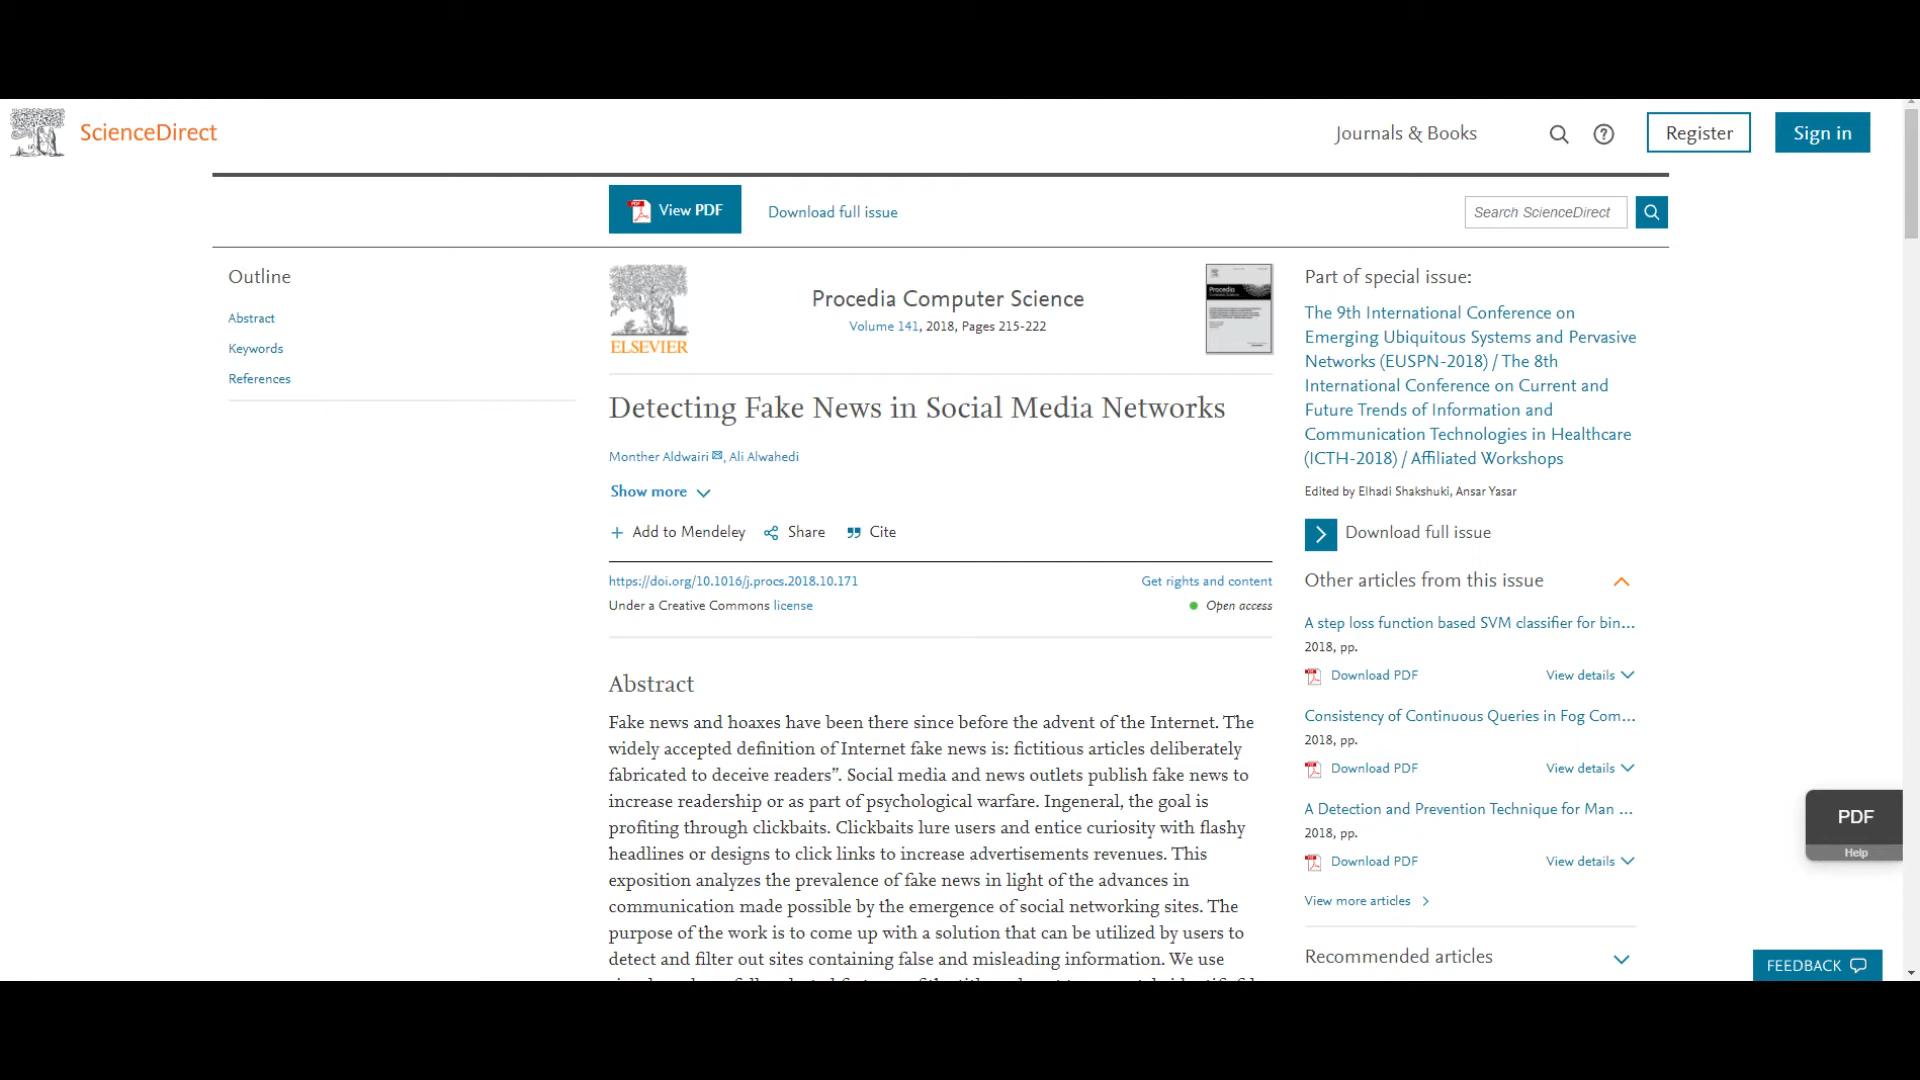 ScienceDirect
Journals & Books
Register
Sign in
View PDF
Download full issue
Search ScienceDirect
Outline
Abstract
Keywords
References
ELSEVIER
Procedia Computer Science
Volume 141, 2018, Pages 215-222
Procedia
Detecting Fake News in Social Media Networks
Monther Aldwairi, Ali Alwahedi
Show more
+ Add to Mendeley
Share
Cite
https://doi.org/10.1016/j.procs.2018.10.171
Get rights and content
Under a Creative Commons license
Open access
Abstract
Fake news and hoaxes have been there since before the advent of the Internet. The
widely accepted definition of Internet fake news is: fictitious articles deliberately
fabricated to deceive readers”. Social media and news outlets publish fake news to
increase readership or as part of psychological warfare. Ingeneral, the goal is
profiting through clickbaits. Clickbaits lure users and entice curiosity with flashy
headlines or designs to click links to increase advertisements revenues. This
exposition analyzes the prevalence of fake news in light of the advances in
communication made possible by the emergence of social networking sites. The
purpose of the work is to come up with a solution that can be utilized by users to
detect and filter out sites containing false and misleading information. We use
Part of special issue:
The 9th International Conference on
Emerging Ubiquitous Systems and Pervasive
Networks (EUSPN-2018) / The 8th
International Conference on Current and
Future Trends of Information and
Communication Technologies in Healthcare
(ICTH-2018) / Affiliated Workshops
Edited by Elhadi Shakshuki, Ansar Yasar
Download full issue
Other articles from this issue
A step loss function based SVM classifier for bin...
2018, pp.
Download PDF
View details
Consistency of Continuous Queries in Fog Com...
2018, pp.
Download PDF
View details
A Detection and Prevention Technique for Man ...
2018, pp.
Download PDF
View details
View more articles
Recommended articles
PDF
Help
FEEDBACK